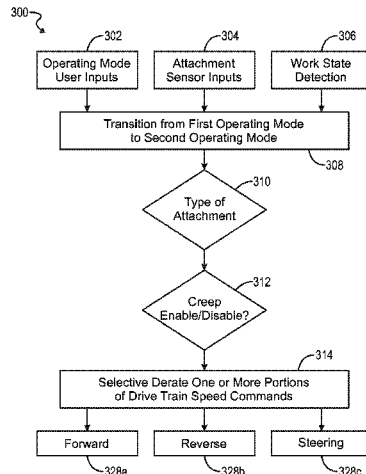 300
302
304
306
Operating Mode
User Inputs
Attachment
Sensor Inputs
Work State
Detection
Transition from First Operating Mode
to Second Operating Mode
308
310
Type of
Attachment
312
Creep
Enable/Disable?
314
Selective Derate One or More Portions
of Drive Train Speed Commands
Forward
Reverse
Steering
328a
328b
328c